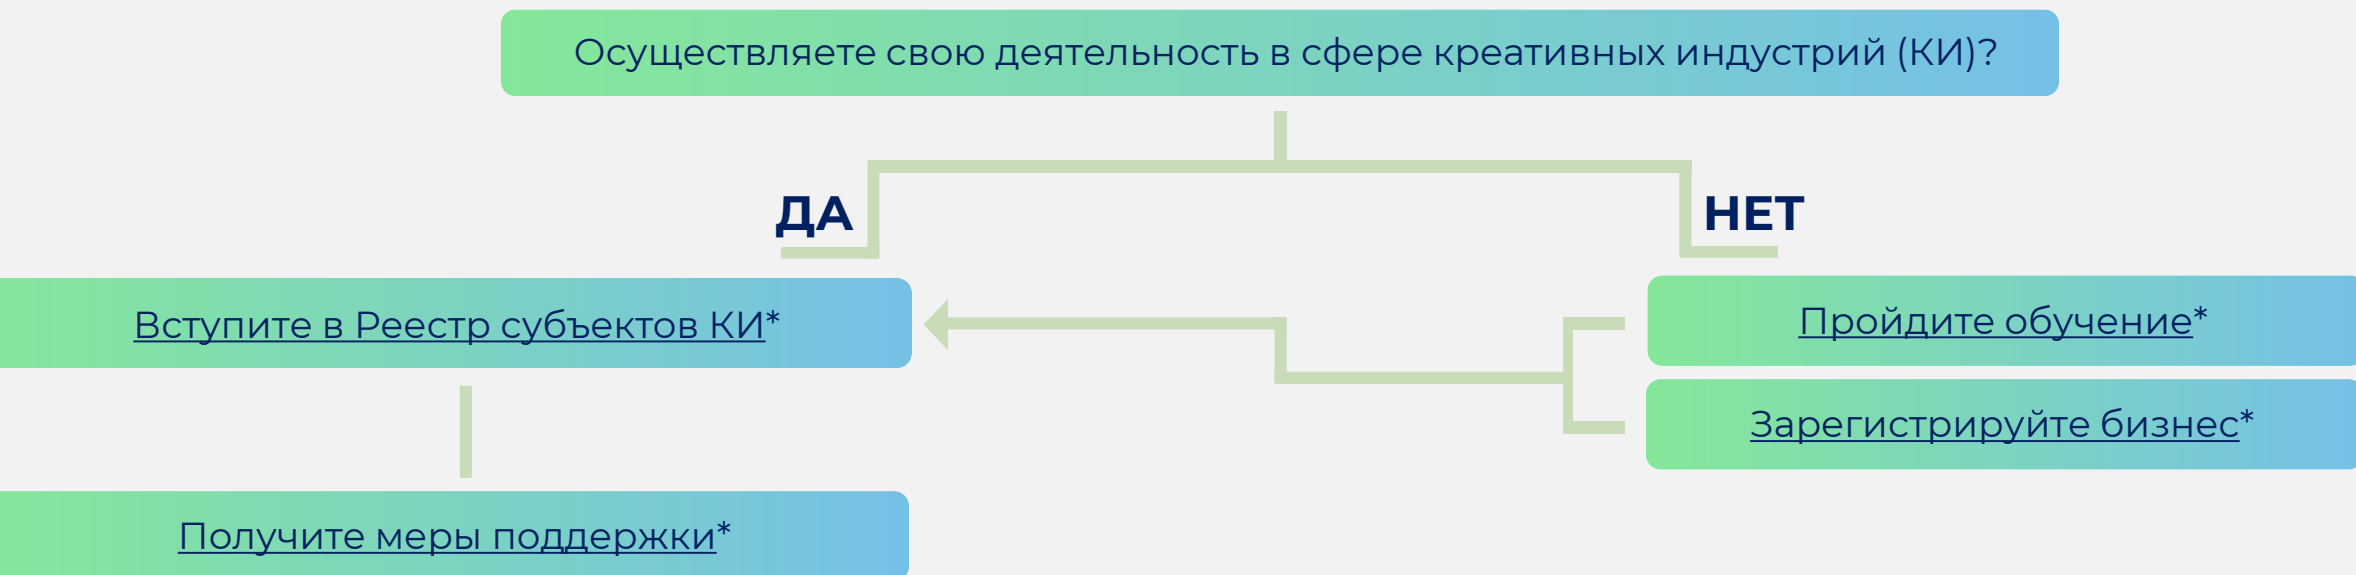 Осуществляете свою деятельность в сфере креативных индустрий (КИ)?
ДА
НЕТ
Вступите в Реестр субъектов КИ*
Пройдите обучение*
Зарегистрируйте бизнес*
Получите меры поддержки*